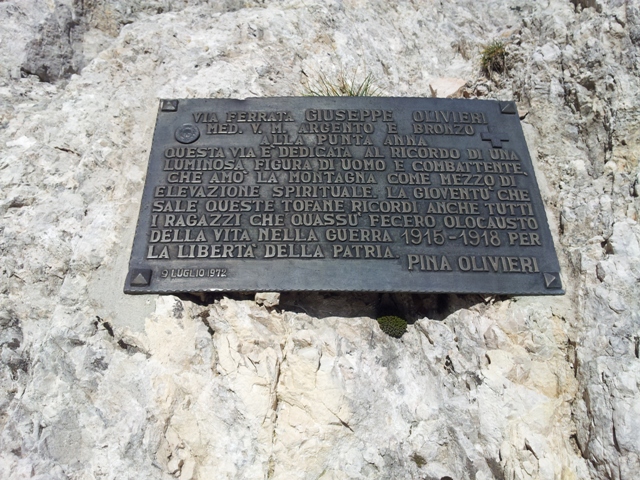 VIA FERRATA GIUSEPPE OLIVIERI
MED. V. M. ARGENTO E BRONZO
ALLA PUNTA ANNA
QUESTA VIA È DEDICATA AL RICORDO DI UNA
LUMINOSA FIGURA DI UOMO E COMBATTENTE,
CHE AMÒ LA MONTAGNA COME MEZZO DI
ELEVAZIONE SPIRITUALE. LA GIOVENTÙ CHE
SALE QUESTE TOFANE RICORDI ANCHE TUTTI
I RAGAZZI CHE QUASSÙ FECERO OLOCAUSTO
DELLA VITA NELLA GUERRA 1915-1918 PER
LA LIBERTÀ DELLA PATRIA.
PINA OLIVIERI
9 LUGLIO 1972